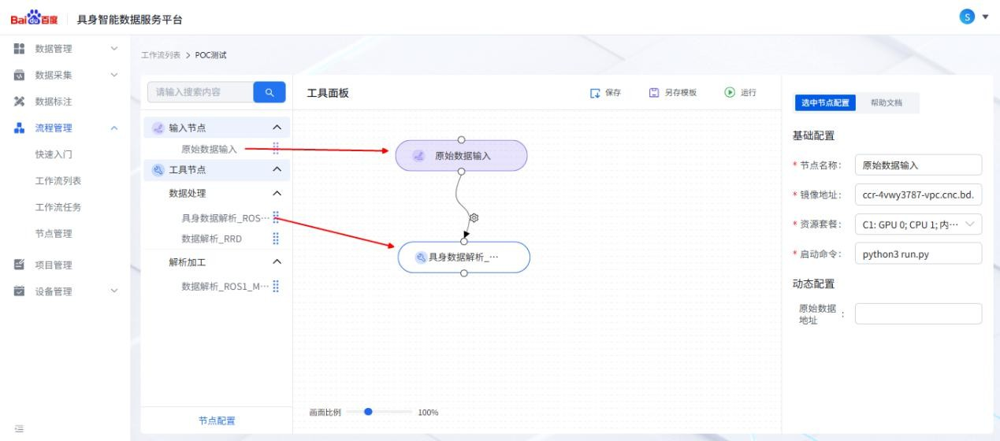 Bai du 百度
具身智能数据服务平台
S
数据管理
数据采集
数据标注
流程管理
快速入门
工作流列表
工作流任务
节点管理
项目管理
设备管理
工作流列表 > POC测试
请输入搜索内容
输入节点
原始数据输入
工具节点
数据处理
具身数据解析_ROS…
数据解析_RRD
解析加工
数据解析_ROS1_M…
节点配置
工具面板
保存
另存模板
运行
原始数据输入
具身数据解析_…
画面比例
100%
选中节点配置
帮助文档
基础配置
* 节点名称: 原始数据输入
* 镜像地址: ccr-4vwy3787-vpc.cnc.bd.
* 资源套餐: C1: GPU 0; CPU 1; 内…
* 启动命令: python3 run.py
动态配置
原始数据
地址 :